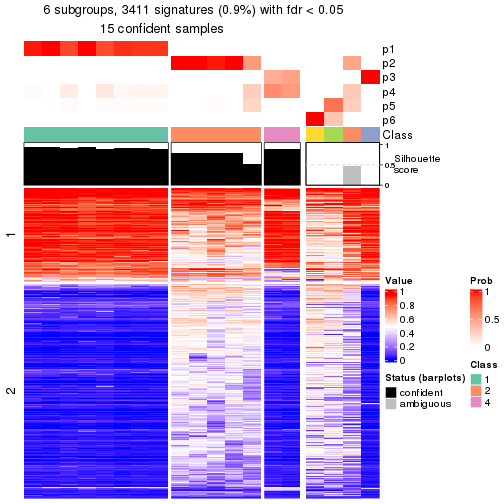 6 subgroups, 3411 signatures (0.9%) with fdr < 0.05
15 confident samples
p1
p2
p3
p4
p5
p6
Class
1
0.5
0
Silhouette
score
1
2
Value
1
0.8
0.6
0.4
0.2
0
Prob
1
0.5
0
Status (barplots)
confident
ambiguous
Class
1
2
4